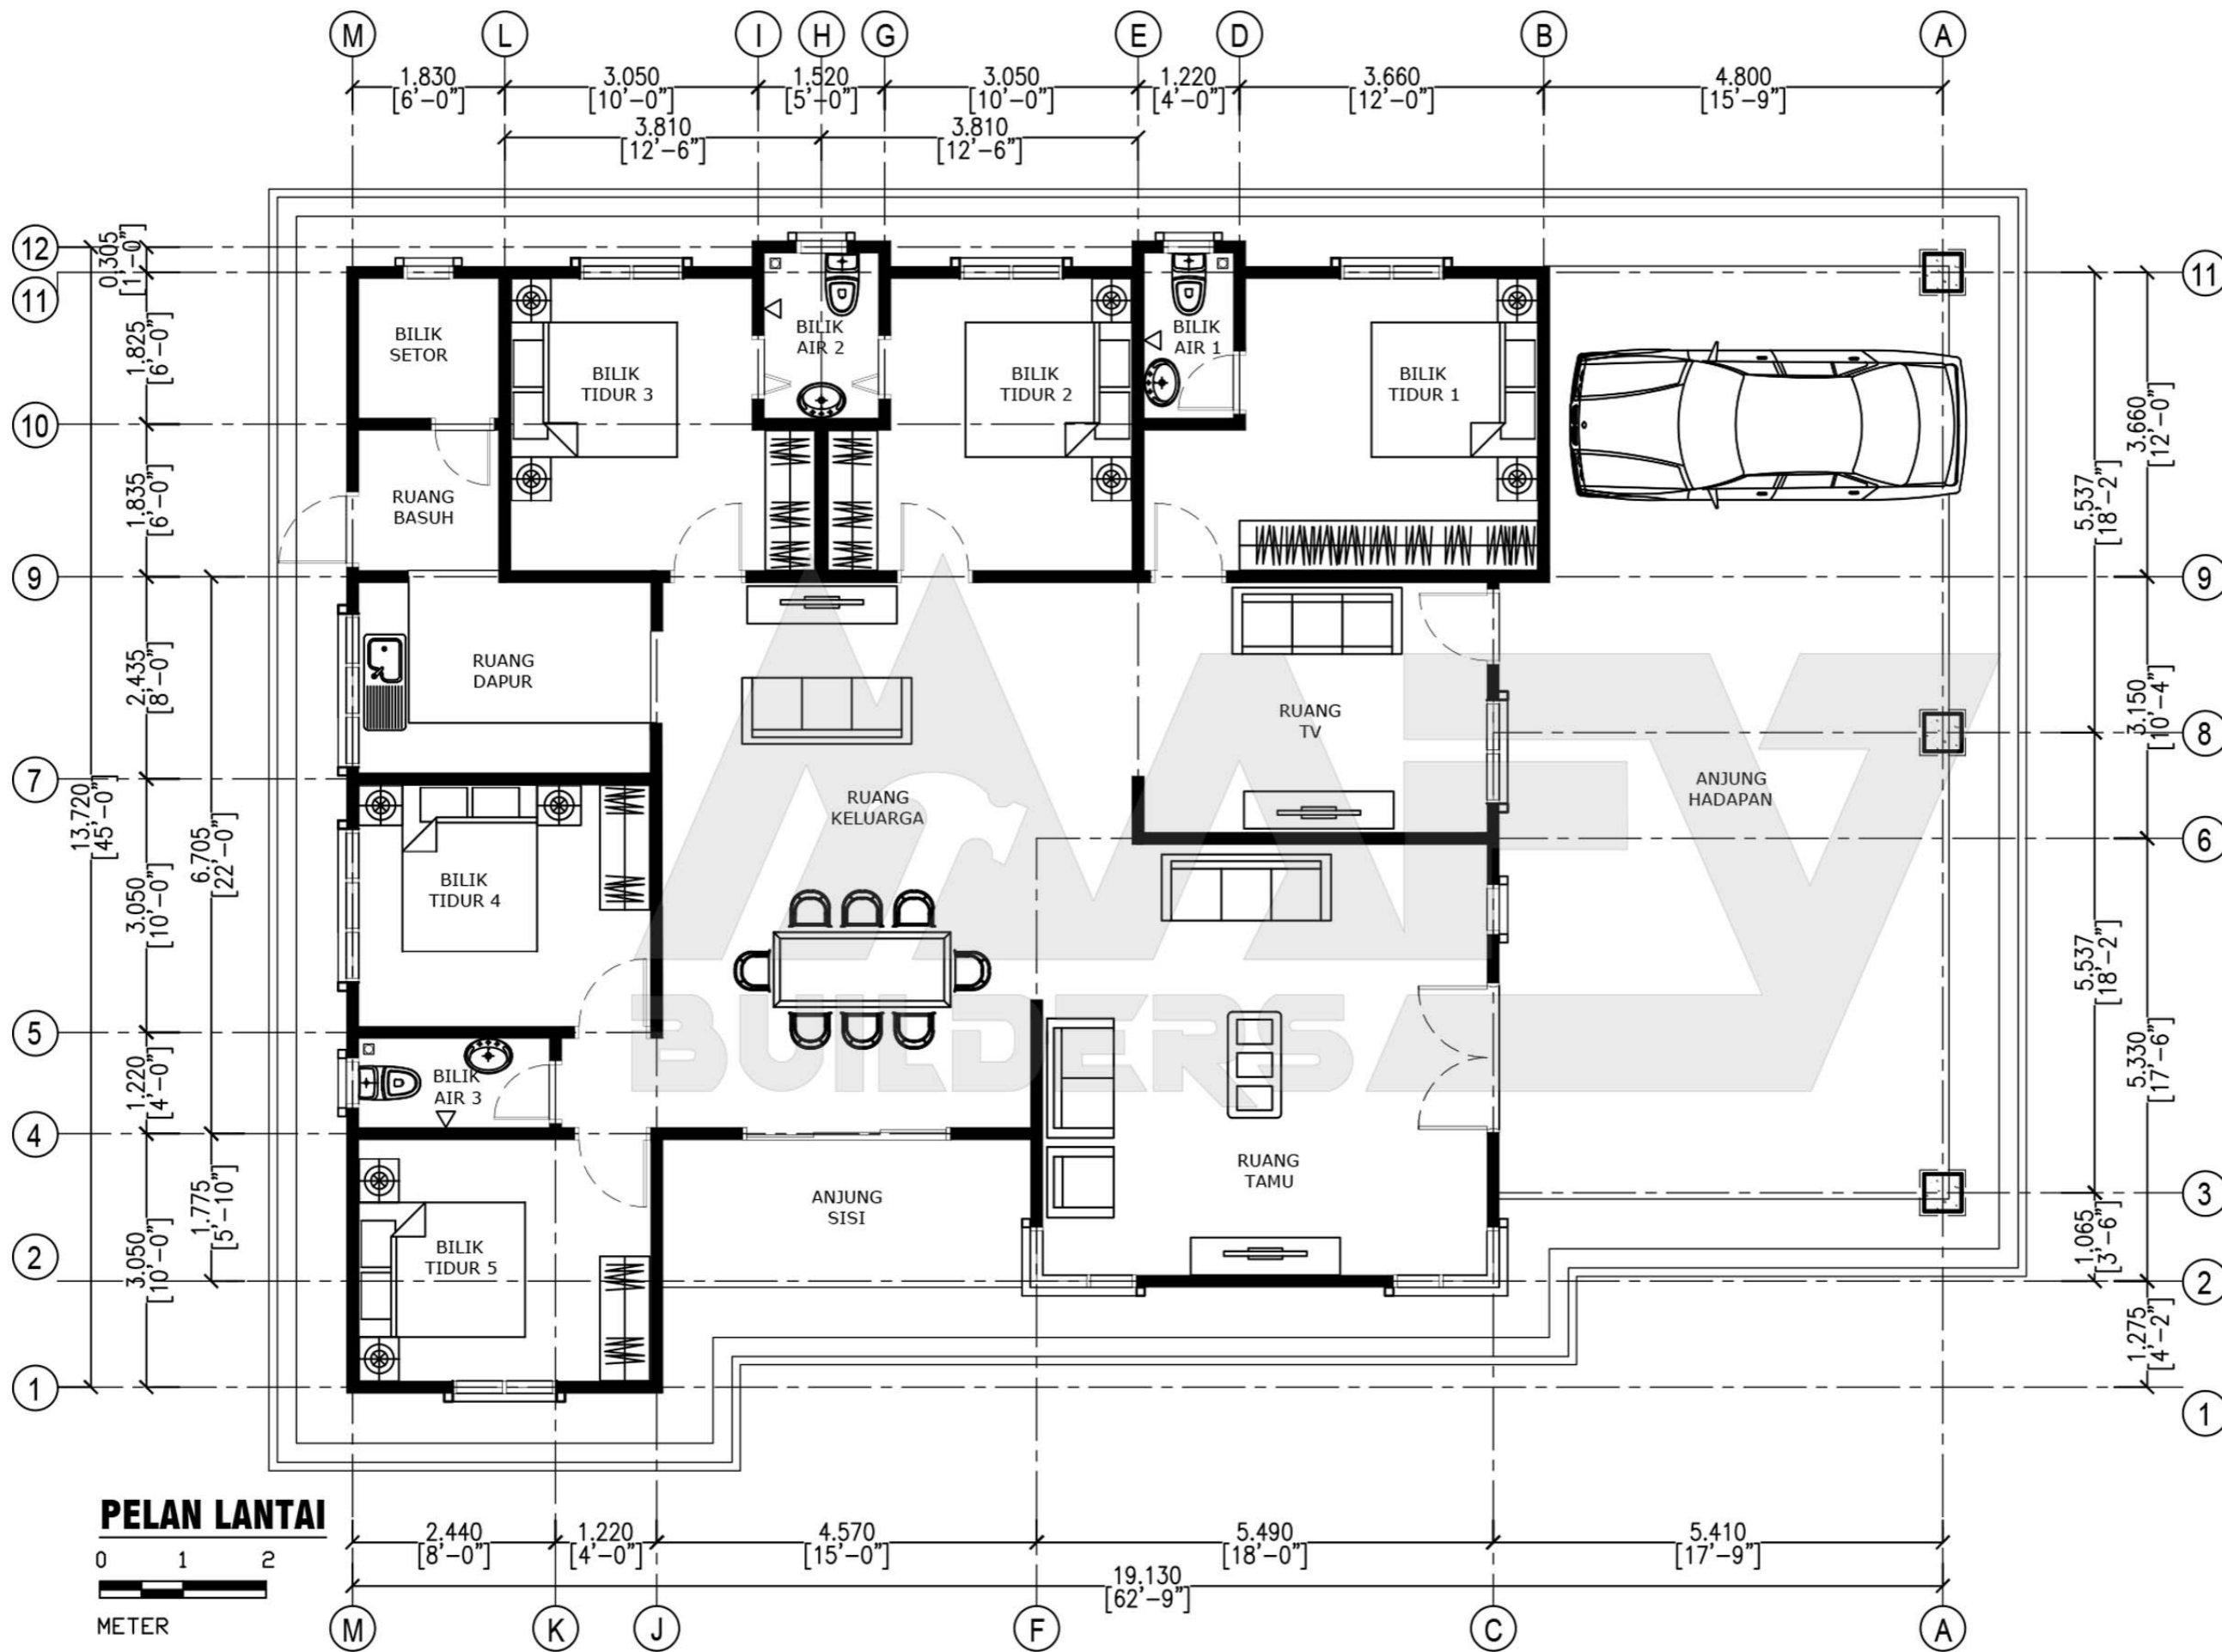 M L I H G E D B A
1.830 3.050 1.520 3.050 1.220 3.660 4.800
[6'-0"] [10'-0"] [5'-0"] [10'-0"] [4'-0"] [12'-0"] [15'-9"]
3.810 3.810
[12'-6"] [12'-6"]
12
11
10
9
7
5
4
2
1
0.305
[1'-0"]
1.825
[6'-0"]
1.835
[6'-0"]
2.435
[8'-0"]
3.050
[10'-0"]
1.220
[4'-0"]
3.050
[10'-0"]
13.720
[45'-0"]
6.705
[22'-0"]
1.775
[5'-10"]
BILIK
SETOR
BILIK
TIDUR 3
BILIK
AIR 2
BILIK
TIDUR 2
BILIK
AIR 1
BILIK
TIDUR 1
RUANG
BASUH
RUANG
DAPUR
RUANG
TV
RUANG
KELUARGA
ANJUNG
HADAPAN
BILIK
TIDUR 4
BILIK
AIR 3
RUANG
TAMU
ANJUNG
SISI
BILIK
TIDUR 5
BUILDERS
11
9
8
6
3
2
1
3.660
[12'-0"]
5.537
[18'-2"]
3.150
[10'-4"]
5.537
[18'-2"]
5.330
[17'-6"]
1.065
[3'-6"]
1.275
[4'-2"]
PELAN LANTAI
0 1 2
METER
2.440 1.220 4.570 5.490 5.410
[8'-0"] [4'-0"] [15'-0"] [18'-0"] [17'-9"]
19.130
[62'-9"]
M K J F C A